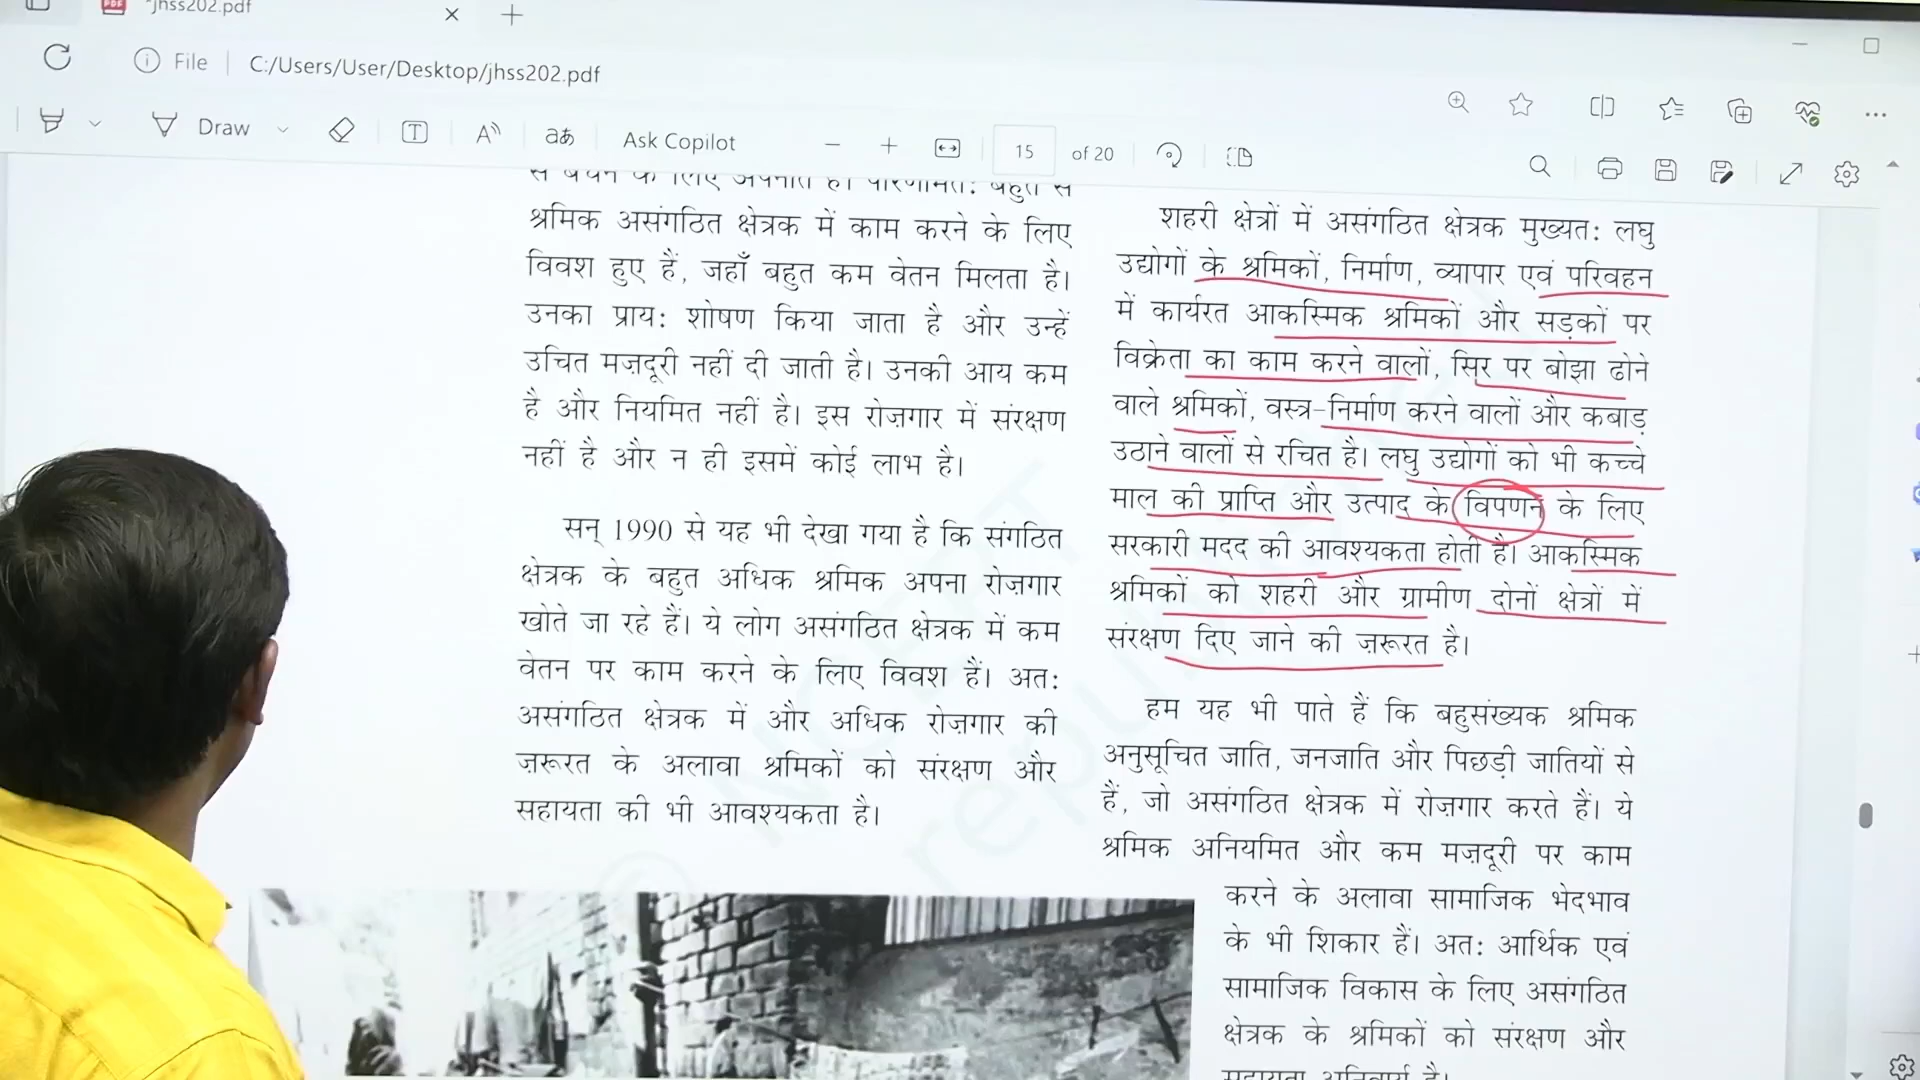 *jhss202.pdf
File
C:/Users/User/Desktop/jhss202.pdf
Draw
Ask Copilot
15
of 20
से बचने के लिए अपनाते हैं। परिणामतः बहुत से
श्रमिक असंगठित क्षेत्रक में काम करने के लिए
विवश हुए हैं, जहाँ बहुत कम वेतन मिलता है।
उनका प्रायः शोषण किया जाता है और उन्हें
उचित मज़दूरी नहीं दी जाती है। उनकी आय कम
है और नियमित नहीं है। इस रोज़गार में संरक्षण
नहीं है और न ही इसमें कोई लाभ है।
सन् 1990 से यह भी देखा गया है कि संगठित
क्षेत्रक के बहुत अधिक श्रमिक अपना रोज़गार
खोते जा रहे हैं। ये लोग असंगठित क्षेत्रक में कम
वेतन पर काम करने के लिए विवश हैं। अतः
असंगठित क्षेत्रक में और अधिक रोज़गार की
ज़रूरत के अलावा श्रमिकों को संरक्षण और
सहायता की भी आवश्यकता है।
शहरी क्षेत्रों में असंगठित क्षेत्रक मुख्यतः लघु
उद्योगों के श्रमिकों, निर्माण, व्यापार एवं परिवहन
में कार्यरत आकस्मिक श्रमिकों और सड़कों पर
विक्रेता का काम करने वालों, सिर पर बोझा ढोने
वाले श्रमिकों, वस्त्र-निर्माण करने वालों और कबाड़
उठाने वालों से रचित है। लघु उद्योगों को भी कच्चे
माल की प्राप्ति और उत्पाद के विपणन के लिए
सरकारी मदद की आवश्यकता होती है। आकस्मिक
श्रमिकों को शहरी और ग्रामीण दोनों क्षेत्रों में
संरक्षण दिए जाने की ज़रूरत है।
हम यह भी पाते हैं कि बहुसंख्यक श्रमिक
अनुसूचित जाति, जनजाति और पिछड़ी जातियों से
हैं, जो असंगठित क्षेत्रक में रोज़गार करते हैं। ये
श्रमिक अनियमित और कम मज़दूरी पर काम
करने के अलावा सामाजिक भेदभाव
के भी शिकार हैं। अतः आर्थिक एवं
सामाजिक विकास के लिए असंगठित
क्षेत्रक के श्रमिकों को संरक्षण और
सहायता अनिवार्य है।